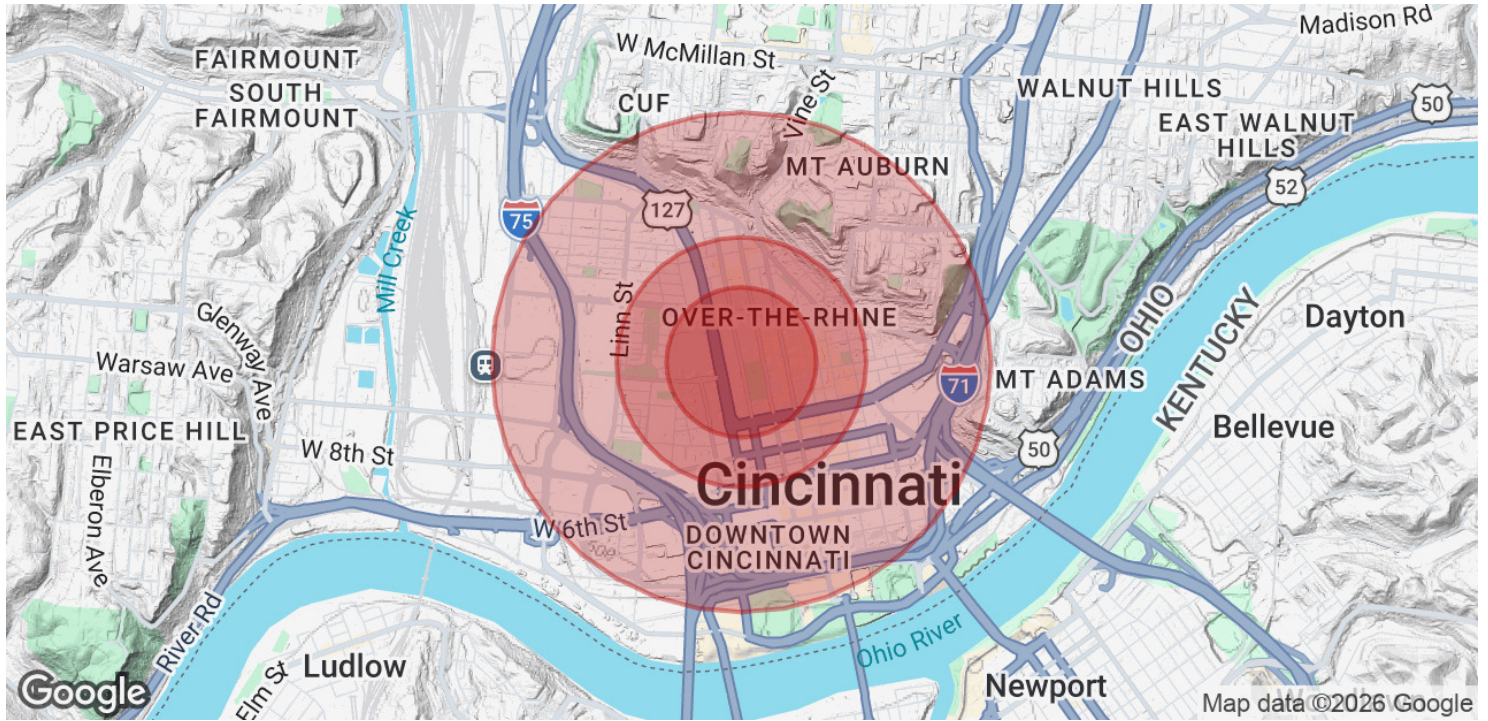 Madison Rd
W McMillan St
FAIRMOUNT
SOUTH
FAIRMOUNT
CUF
Vine St
WALNUT HILLS
50
EAST WALNUT
HILLS
MT AUBURN
52
127
75
Mill Creek
Linn St
OVER-THE-RHINE
OHIO
KENTUCKY
Dayton
Glenway Ave
Warsaw Ave
71
MT ADAMS
EAST PRICE HILL
Bellevue
W 8th St
50
Elberon Ave
Cincinnati
W 6th St
DOWNTOWN
CINCINNATI
River Rd
Ohio River
Ludlow
Elm St
Newport
Google
Map data ©2026 Google